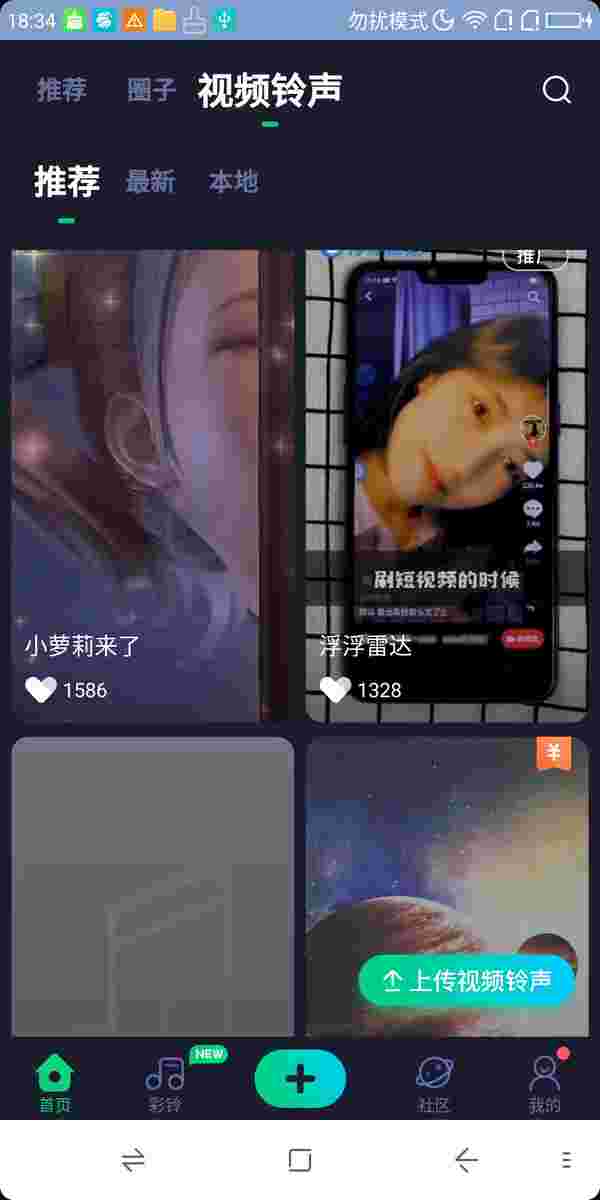 18:34 勿扰模式
推荐 圈子 视频铃声
推荐 最新 本地
推广
刷短视频的时候
小萝莉来了
1586
浮浮雷达
1328
¥
上传视频铃声
NEW
首页 彩铃 社区 我的